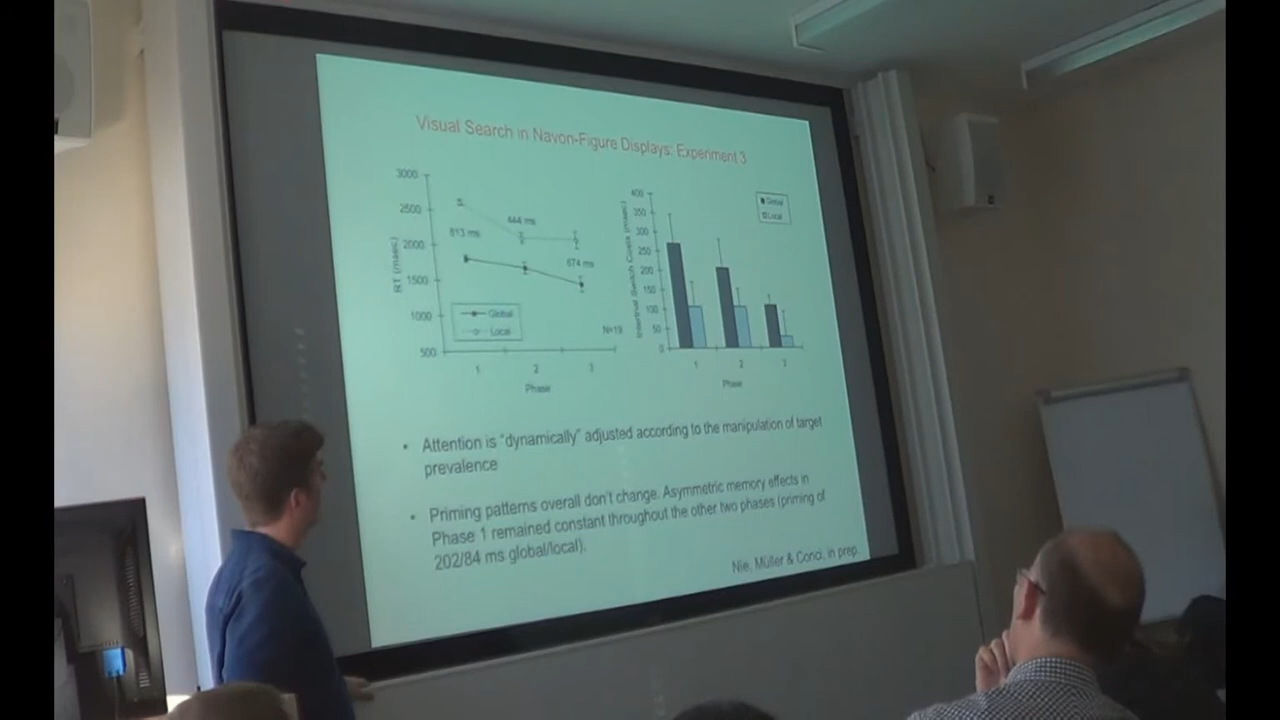 Visual Search in Navon-Figure Displays: Experiment 3
3000
2500
2000
1500
1000
500
RT (msec)
813 ms
444 ms
674 ms
Global
Local
N=19
1 2 3
Phase
400
350
300
250
200
150
100
50
0
Intertrial Switch Costs (msec)
Global
Local
1 2 3
Phase
• Attention is "dynamically" adjusted according to the manipulation of target
prevalence
• Priming patterns overall don't change. Asymmetric memory effects in
Phase 1 remained constant throughout the other two phases (priming of
202/84 ms global/local).
Nie, Müller & Conci, in prep.